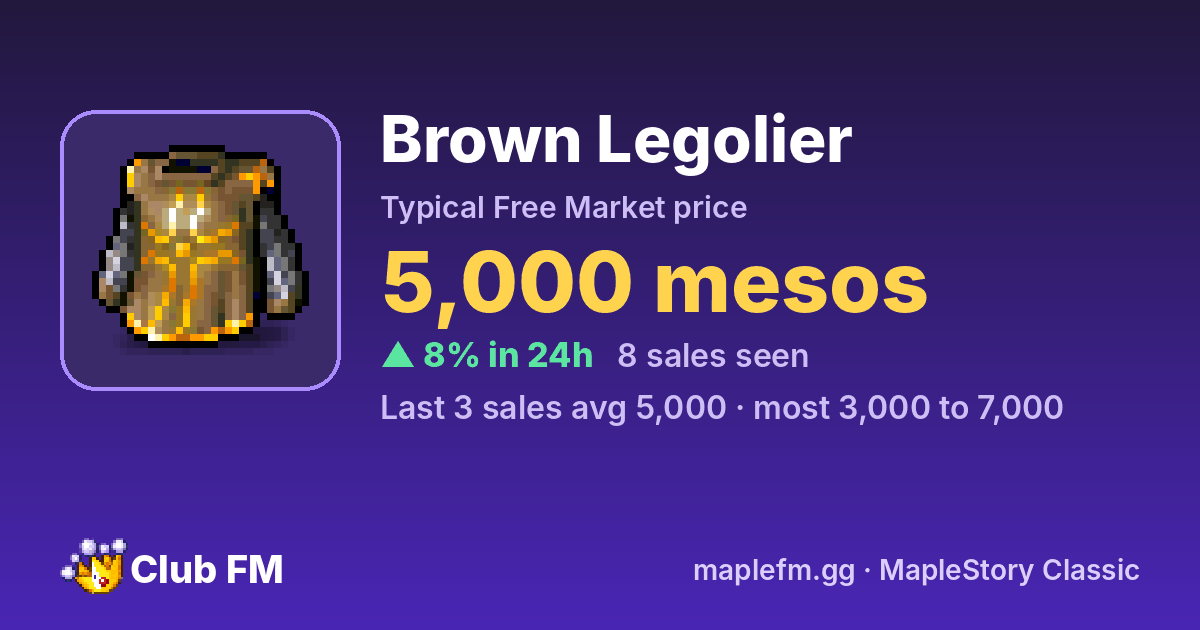 Brown Legolier
Typical Free Market price
5,000 mesos
▲ 8% in 24h 8 sales seen
Last 3 sales avg 5,000 · most 3,000 to 7,000
Club FM
maplefm.gg · MapleStory Classic